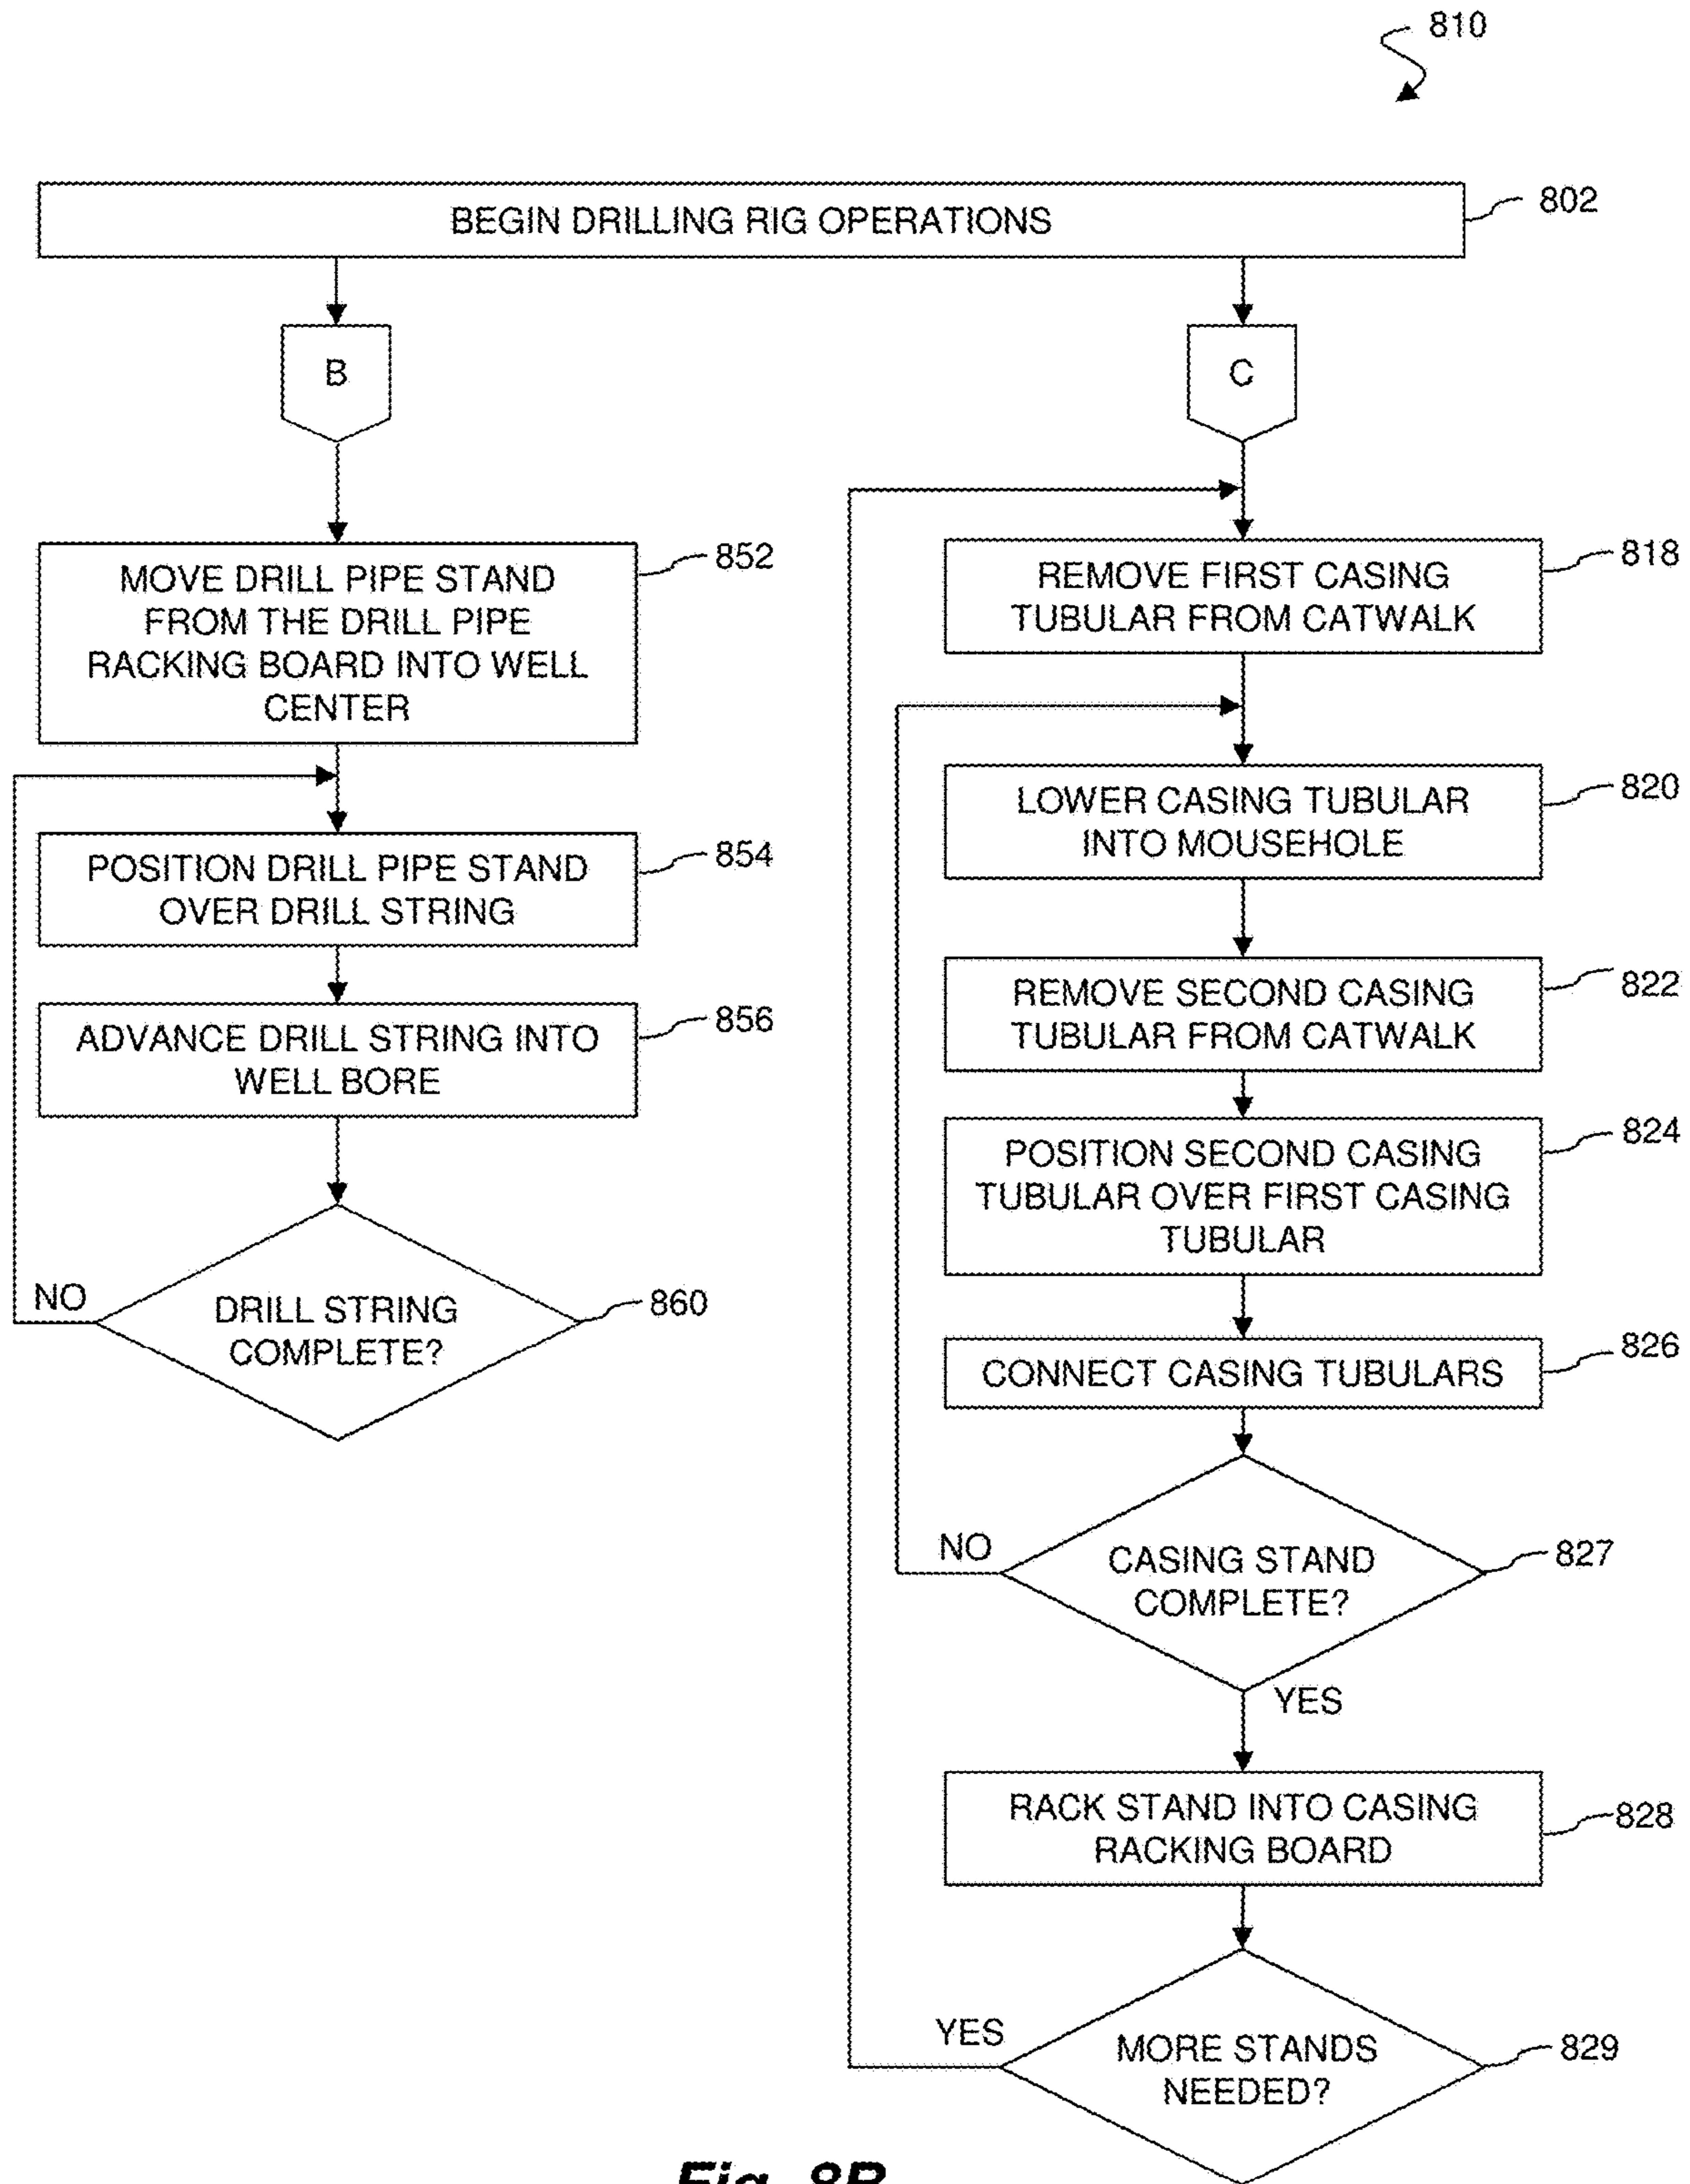 810
BEGIN DRILLING RIG OPERATIONS
802
B
MOVE DRILL PIPE STAND
FROM THE DRILL PIPE
RACKING BOARD INTO WELL
CENTER
852
POSITION DRILL PIPE STAND
OVER DRILL STRING
854
ADVANCE DRILL STRING INTO
WELL BORE
856
DRILL STRING
COMPLETE?
860
NO
C
REMOVE FIRST CASING
TUBULAR FROM CATWALK
818
LOWER CASING TUBULAR
INTO MOUSEHOLE
820
REMOVE SECOND CASING
TUBULAR FROM CATWALK
822
POSITION SECOND CASING
TUBULAR OVER FIRST CASING
TUBULAR
824
CONNECT CASING TUBULARS
826
CASING STAND
COMPLETE?
827
NO
YES
RACK STAND INTO CASING
RACKING BOARD
828
MORE STANDS
NEEDED?
829
YES
Fig. 8B